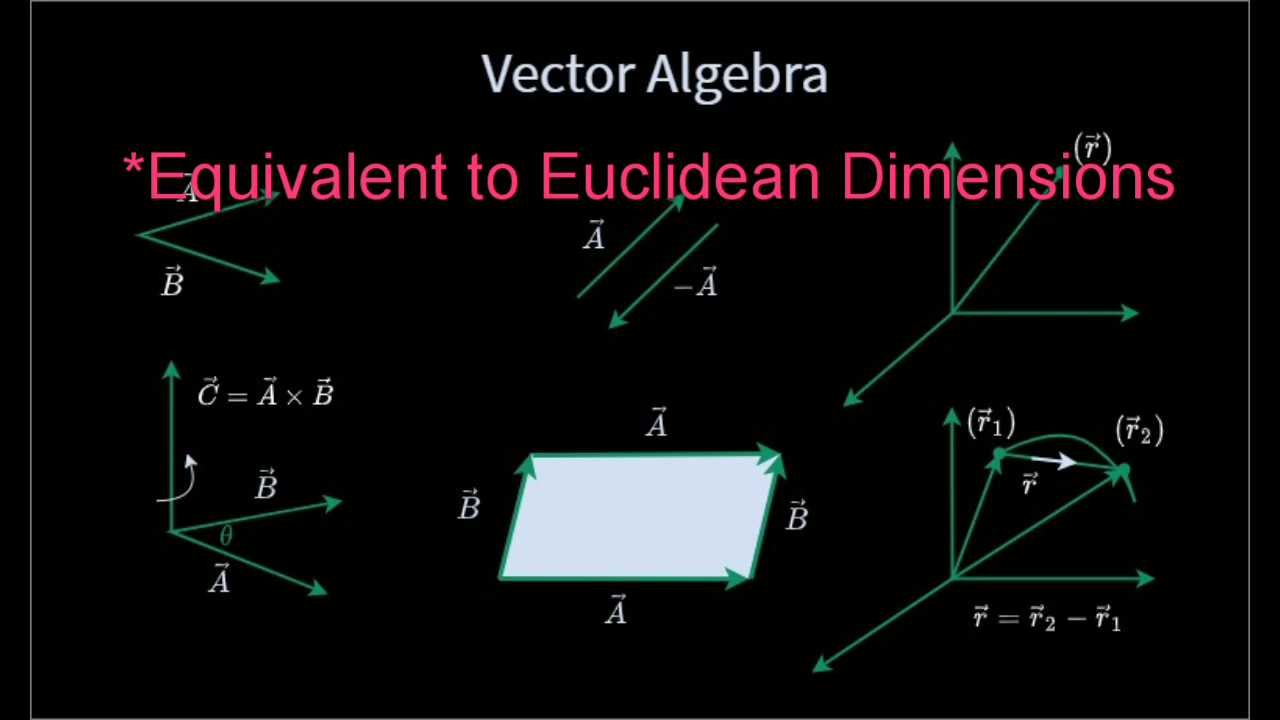 Vector Algebra
*Equivalent to Euclidean Dimensions
(r⃗)
A⃗
A⃗
B⃗
−A⃗
C⃗ = A⃗ × B⃗
A⃗
(r⃗₁)
(r⃗₂)
B⃗
r⃗
B⃗
B⃗
θ
A⃗
A⃗
r⃗ = r⃗₂ − r⃗₁